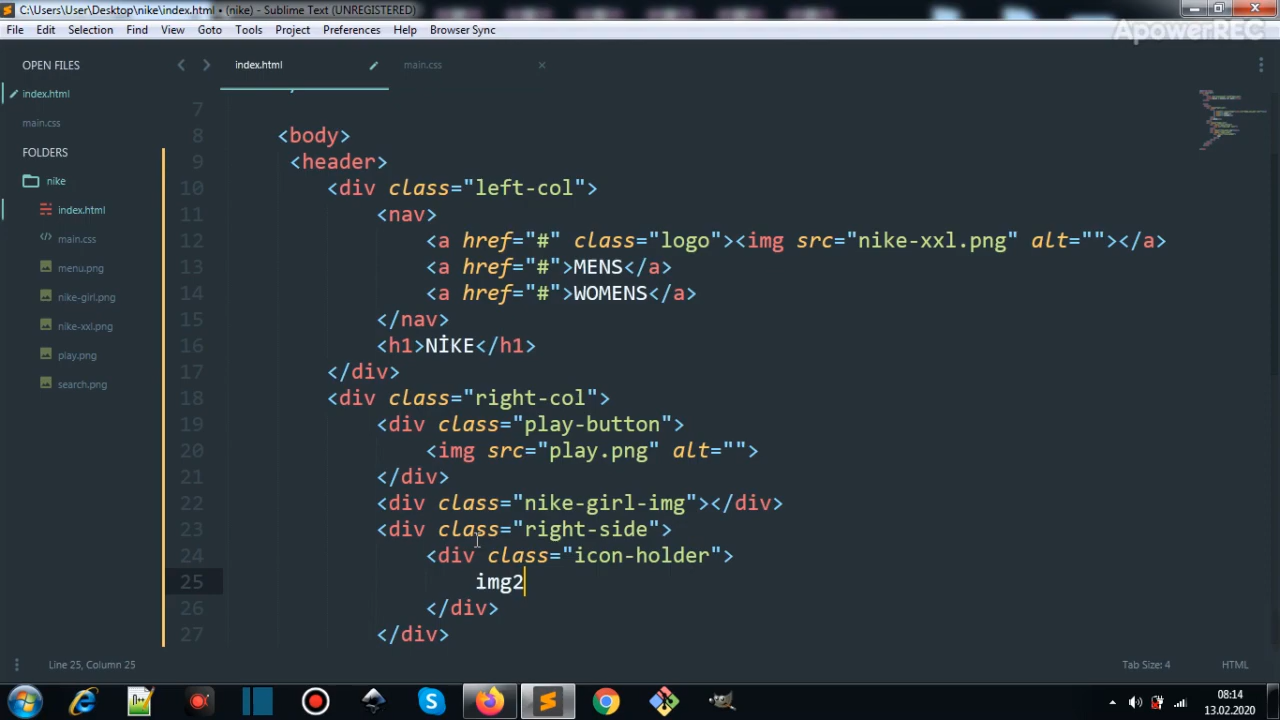 C:\Users\User\Desktop\nike\index.html • (nike) - Sublime Text (UNREGISTERED)
ApowerREC
File Edit Selection Find View Goto Tools Project Preferences Help Browser Sync
OPEN FILES
index.html
main.css
FOLDERS
nike
index.html
main.css
menu.png
nike-girl.png
nike-xxl.png
play.png
search.png
index.html main.css
7
8 <body>
9 <header>
10 <div class="left-col">
11 <nav>
12 <a href="#" class="logo"><img src="nike-xxl.png" alt=""></a>
13 <a href="#">MENS</a>
14 <a href="#">WOMENS</a>
15 </nav>
16 <h1>NİKE</h1>
17 </div>
18 <div class="right-col">
19 <div class="play-button">
20 <img src="play.png" alt="">
21 </div>
22 <div class="nike-girl-img"></div>
23 <div class="right-side">
24 <div class="icon-holder">
25 img2
26 </div>
27 </div>
Line 25, Column 25 Tab Size: 4 HTML
08:14
13.02.2020